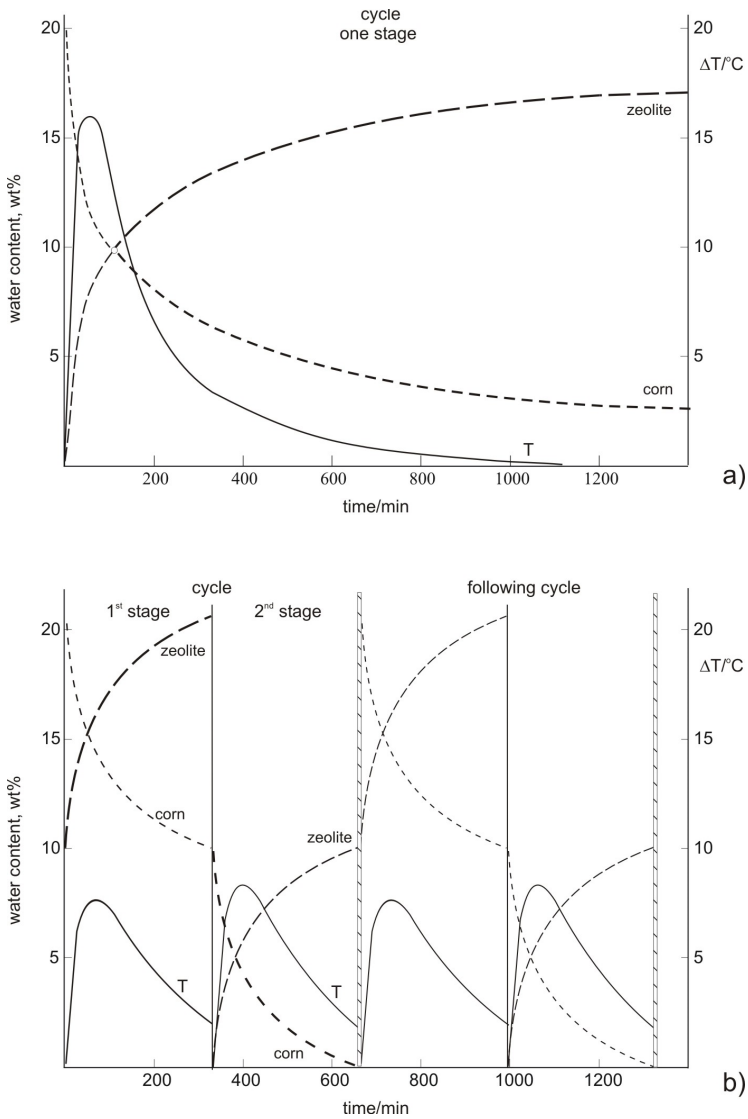 cycle
one stage
20
15
10
5
water content, wt%
20
ΔT/°C
15
10
5
zeolite
corn
T
200
400
600
800
1000
1200
time/min
a)
cycle
following cycle
1st stage
2nd stage
20
15
10
5
water content, wt%
20
ΔT/°C
15
10
5
zeolite
corn
T
zeolite
T
corn
200
400
600
800
1000
1200
time/min
b)